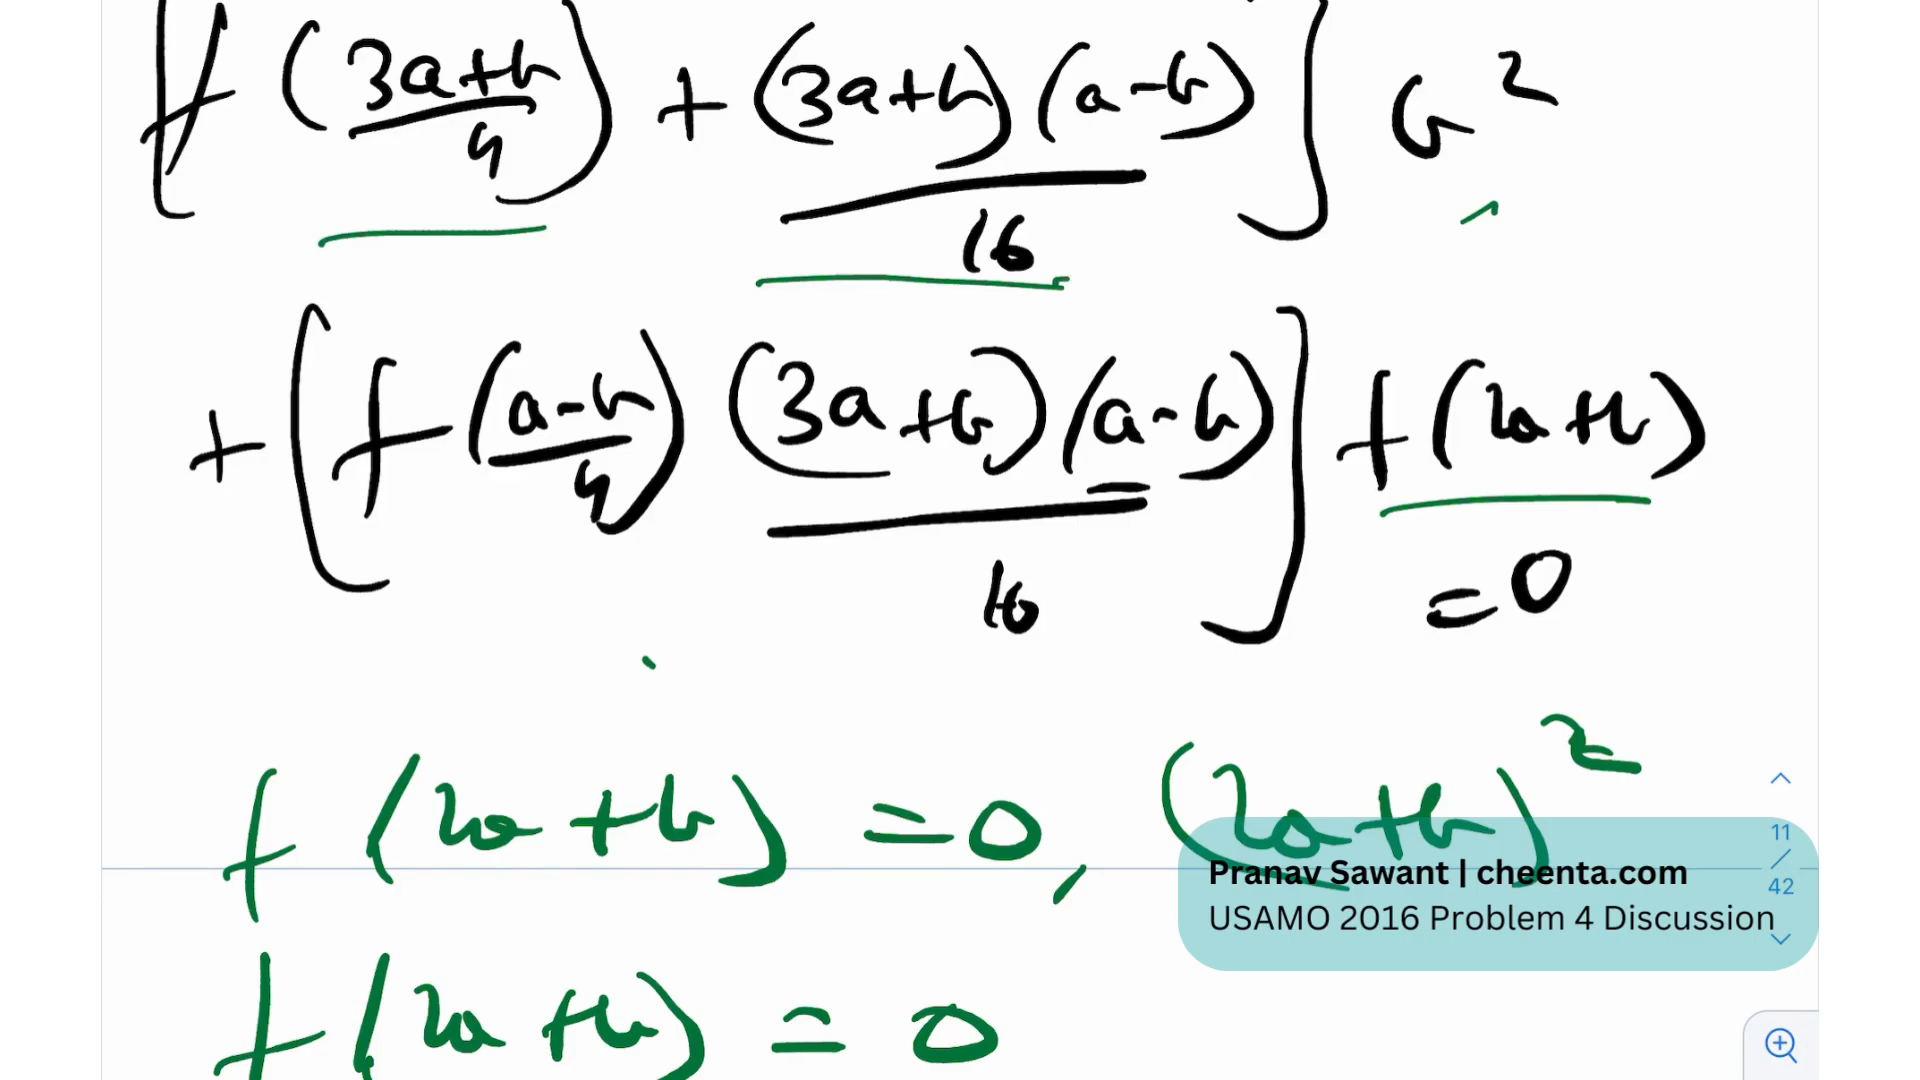 [f(3a+b/4) + (3a+b)(a-b)/16] b²
+ [f(a-b/4) (3a+b)(a-b)/16] f(2a+b)
= 0
f(2a+b) = 0, (2a+b)²
f(2a+b) = 0
11
/
42
Pranav Sawant | cheenta.com
USAMO 2016 Problem 4 Discussion